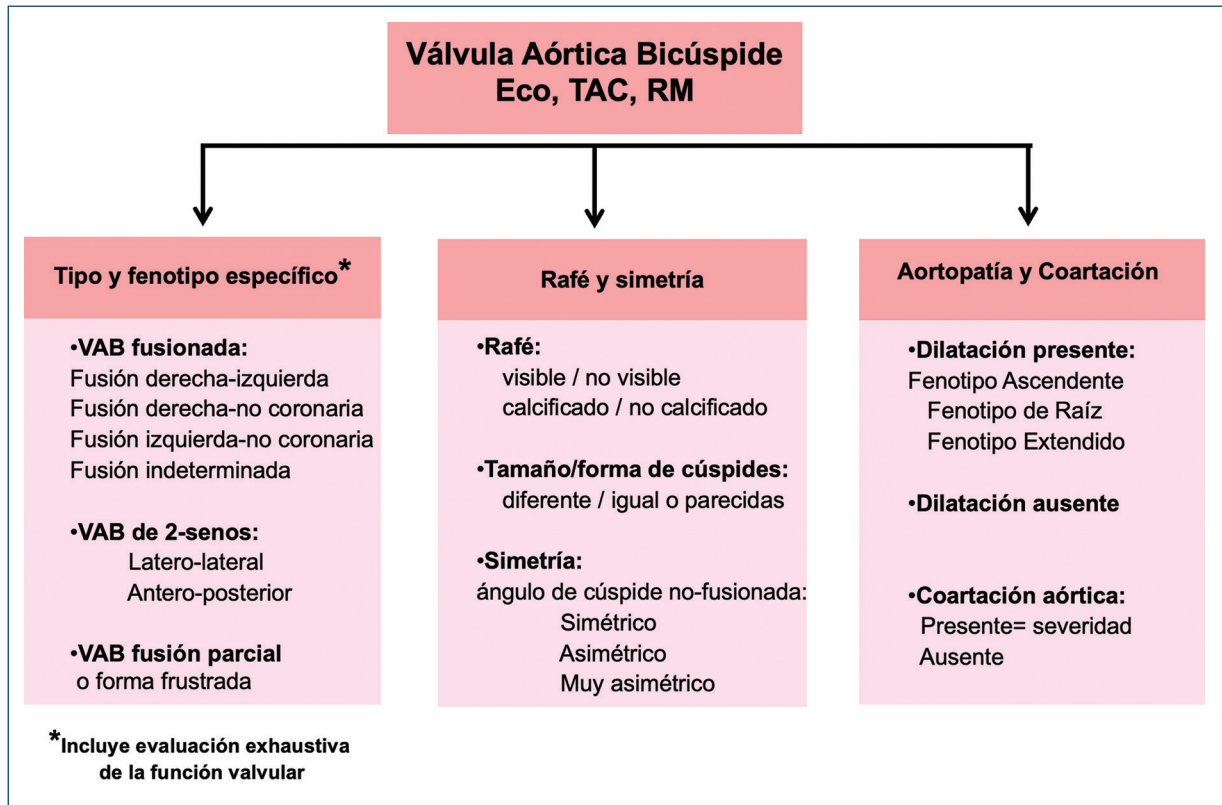 Válvula Aórtica Bicúspide
Eco, TAC, RM
Tipo y fenotipo específico*
•VAB fusionada:
Fusión derecha-izquierda
Fusión derecha-no coronaria
Fusión izquierda-no coronaria
Fusión indeterminada
•VAB de 2-senos:
Latero-lateral
Antero-posterior
•VAB fusión parcial
o forma frustrada
*Incluye evaluación exhaustiva
de la función valvular
Rafé y simetría
•Rafé:
visible / no visible
calcificado / no calcificado
•Tamaño/forma de cúspides:
diferente / igual o parecidas
•Simetría:
ángulo de cúspide no-fusionada:
Simétrico
Asimétrico
Muy asimétrico
Aortopatía y Coartación
•Dilatación presente:
Fenotipo Ascendente
Fenotipo de Raíz
Fenotipo Extendido
•Dilatación ausente
•Coartación aórtica:
Presente= severidad
Ausente